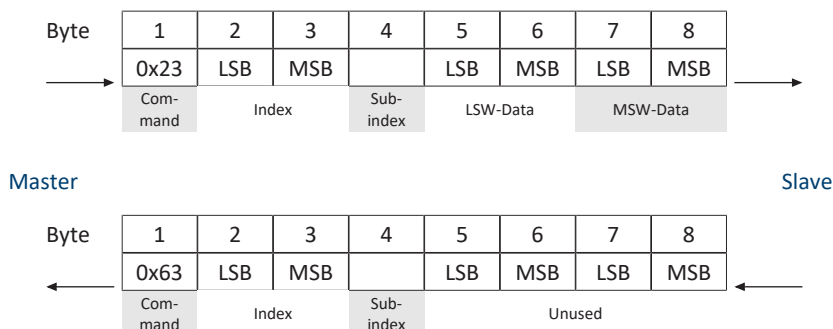 Byte 1 2 3 4 5 6 7 8
0x23 LSB MSB LSB MSB LSB MSB
Com-
mand Index Sub-
index LSW-Data MSW-Data
Master Slave
Byte 1 2 3 4 5 6 7 8
0x63 LSB MSB LSB MSB LSB MSB
Com-
mand Index Sub-
index Unused